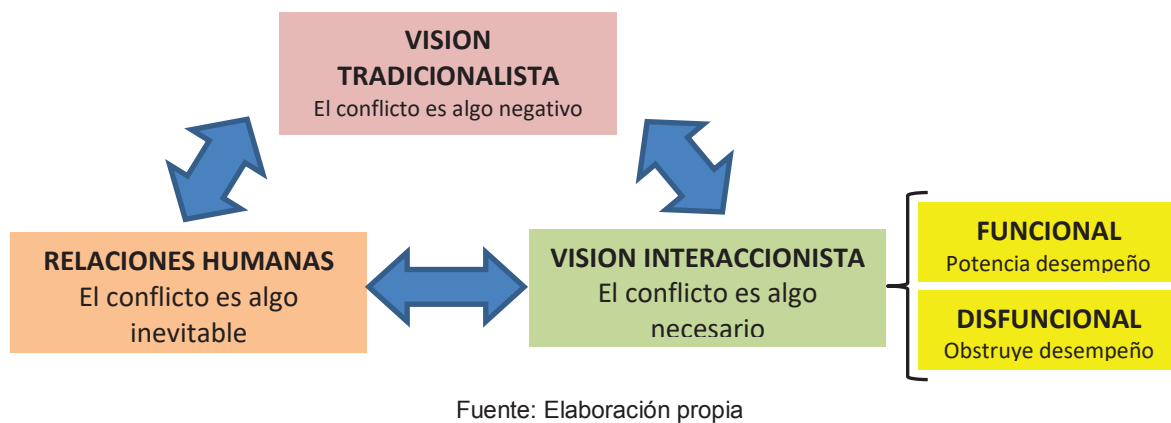 VISION
TRADICIONALISTA
El conflicto es algo negativo
RELACIONES HUMANAS
El conflicto es algo
inevitable
VISION INTERACCIONISTA
El conflicto es algo
necesario
FUNCIONAL
Potencia desempeño
DISFUNCIONAL
Obstruye desempeño
Fuente: Elaboración propia